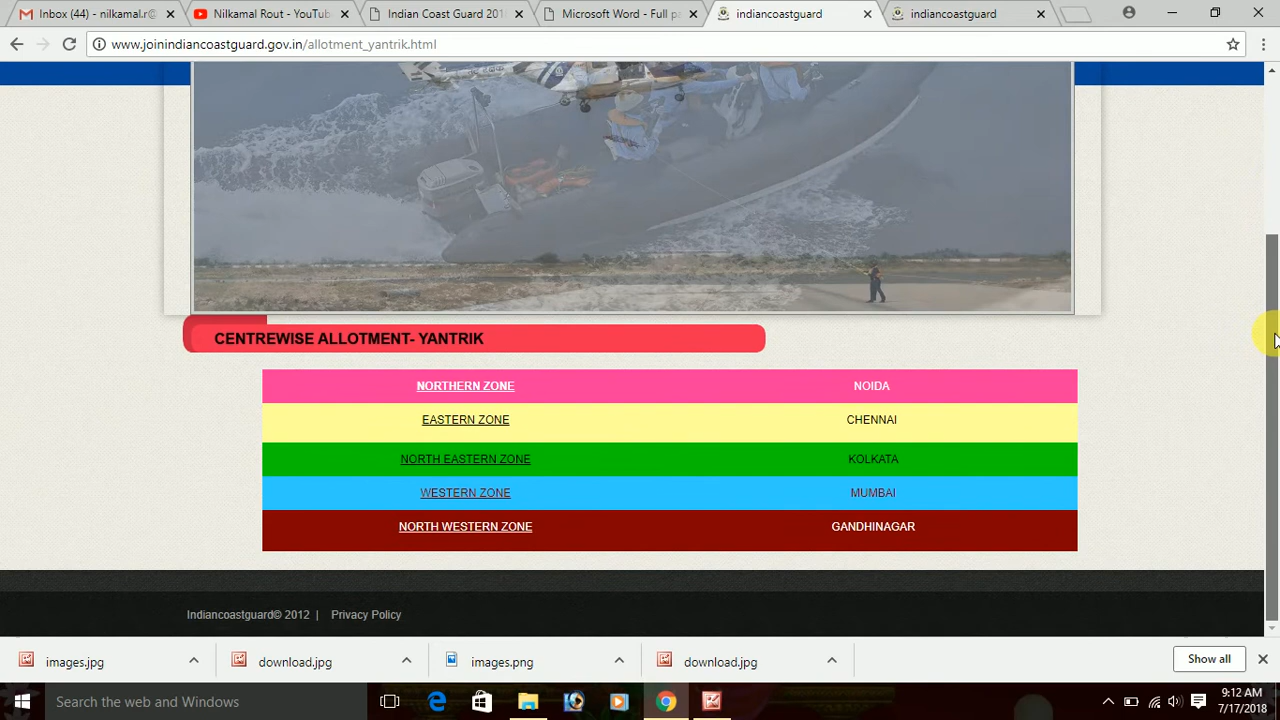 Inbox (44) - nilkamal.r@
Nilkamal Rout - YouTub
Indian Coast Guard 201
Microsoft Word - Full pa
indiancoastguard
indiancoastguard
www.joinindiancoastguard.gov.in/allotment_yantrik.html
CENTREWISE ALLOTMENT- YANTRIK
NORTHERN ZONE NOIDA
EASTERN ZONE CHENNAI
NORTH EASTERN ZONE KOLKATA
WESTERN ZONE MUMBAI
NORTH WESTERN ZONE GANDHINAGAR
Indiancoastguard© 2012 | Privacy Policy
images.jpg
download.jpg
images.png
download.jpg
Show all
Search the web and Windows
9:12 AM
7/17/2018